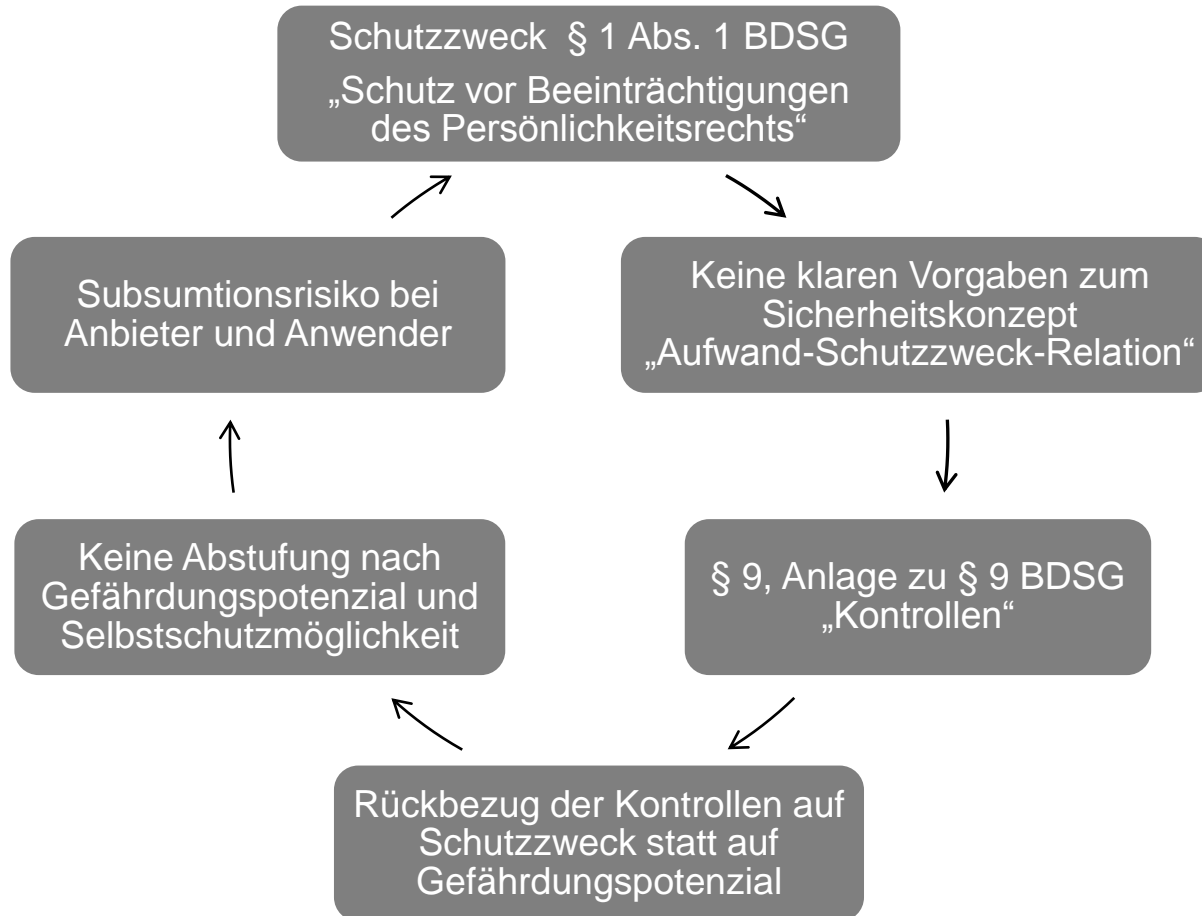 Schutzzweck § 1 Abs. 1 BDSG
„Schutz vor Beeinträchtigungen
des Persönlichkeitsrechts“
Keine klaren Vorgaben zum
Sicherheitskonzept
„Aufwand-Schutzzweck-Relation“
§ 9, Anlage zu § 9 BDSG
„Kontrollen“
Rückbezug der Kontrollen auf
Schutzzweck statt auf
Gefährdungspotenzial
Keine Abstufung nach
Gefährdungspotenzial und
Selbstschutzmöglichkeit
Subsumtionsrisiko bei
Anbieter und Anwender